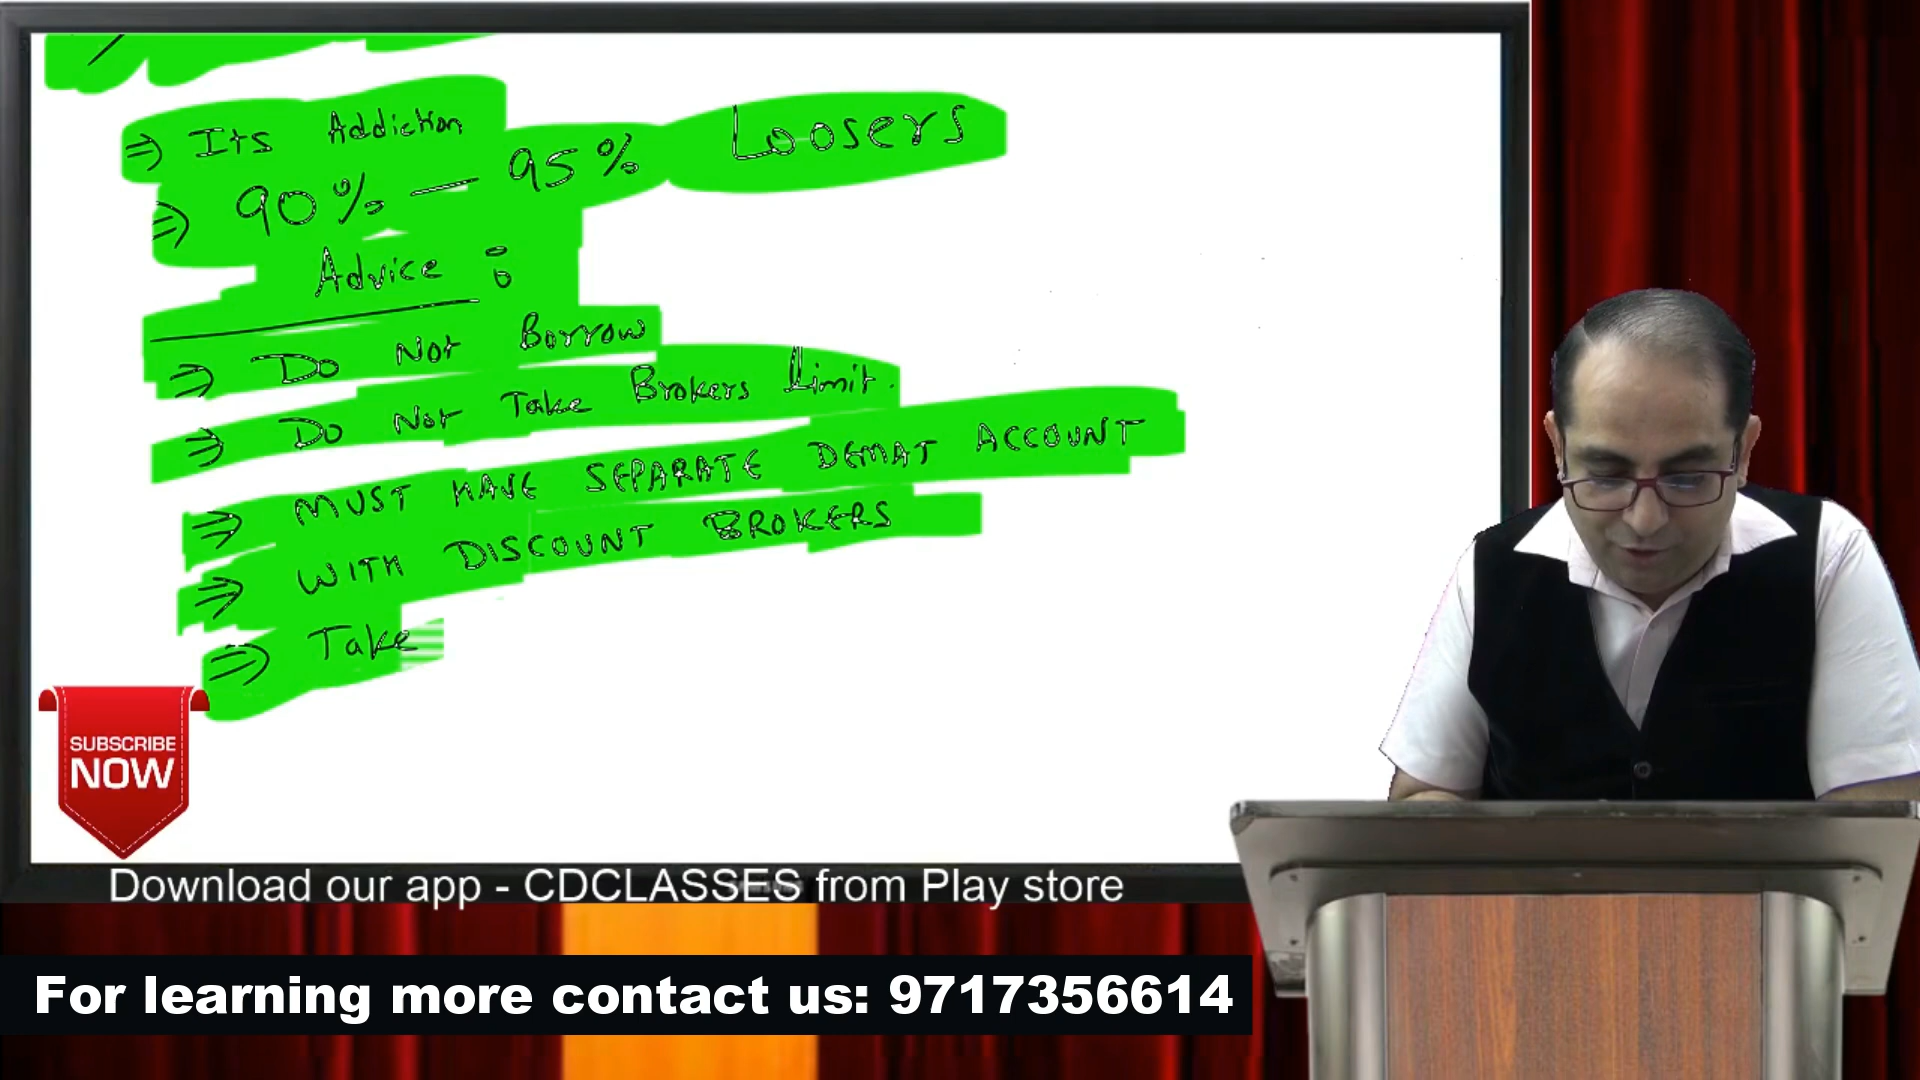 ⇒ Its Addiction
⇒ 90% — 95% Loosers
Advice :
⇒ Do Not Borrow
⇒ Do Not Take Brokers limit.
⇒ MUST HAVE SEPARATE DEMAT ACCOUNT
⇒ WITH DISCOUNT BROKERS
⇒ Take
SUBSCRIBE
NOW
Download our app - CDCLASSES from Play store
For learning more contact us: 9717356614